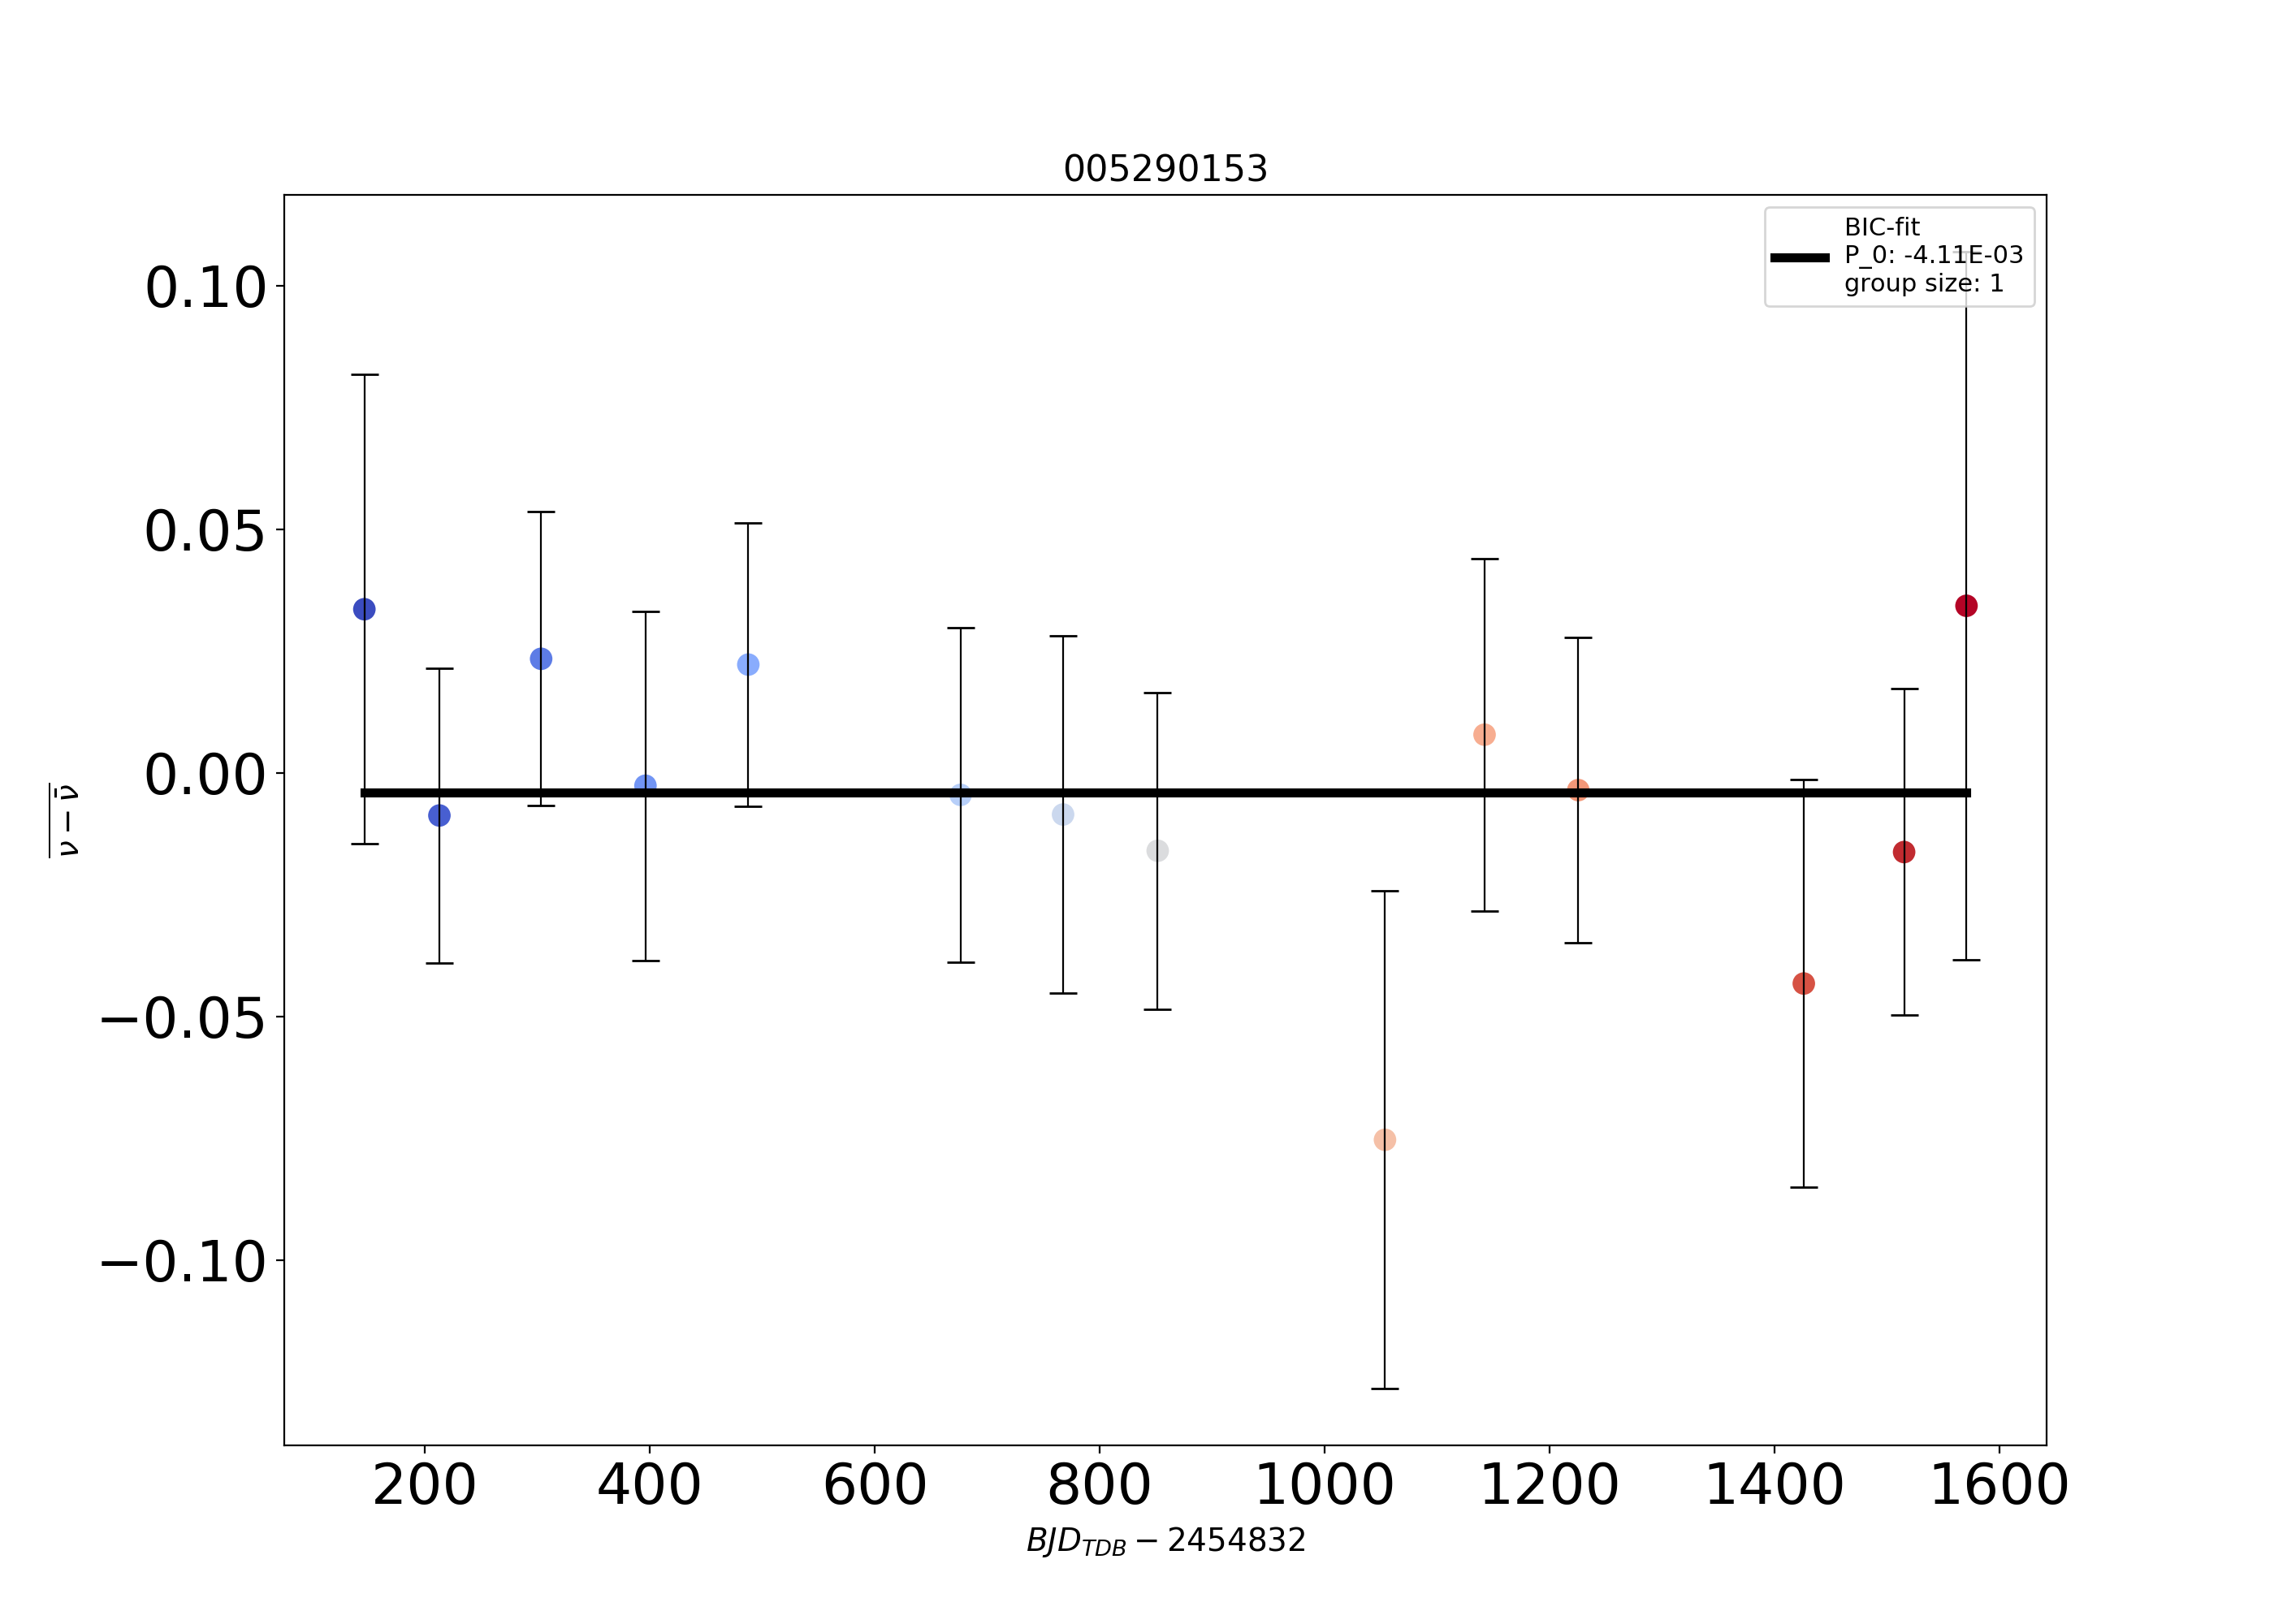 005290153
BIC-fit
P_0: -4.11E-03
group size: 1
0.10
0.05
0.00
−0.05
−0.10
ν − ν̄
200 400 600 800 1000 1200 1400 1600
BJD_TDB − 2454832